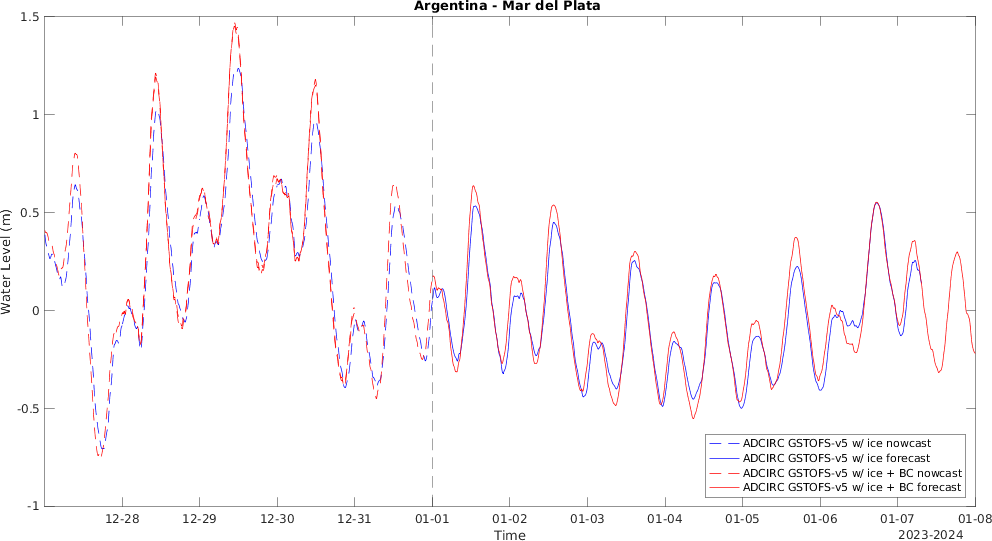 Argentina - Mar del Plata
1.5
1
0.5
0
-0.5
-1
Water Level (m)
12-28
12-29
12-30
12-31
01-01
01-02
01-03
01-04
01-05
01-06
01-07
01-08
Time
2023-2024
ADCIRC GSTOFS-v5 w/ ice nowcast
ADCIRC GSTOFS-v5 w/ ice forecast
ADCIRC GSTOFS-v5 w/ ice + BC nowcast
ADCIRC GSTOFS-v5 w/ ice + BC forecast